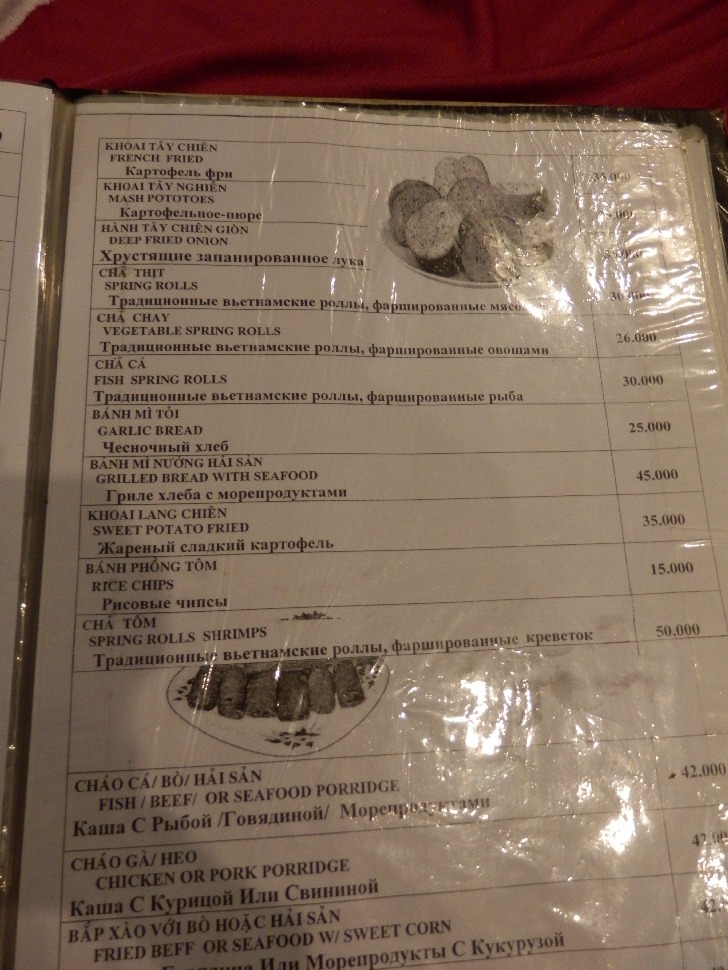 KHOAI TÂY CHIÊN
FRENCH FRIED
Картофель фри
KHOAI TÂY NGHIÊN
MASH POTOTOES
Картофельное-пюре
HÀNH TÂY CHIÊN GIÒN
DEEP FRIED ONION
Хрустящие запанированное лука
CHẢ THỊT
SPRING ROLLS
Традиционные вьетнамские роллы, фаршированные
CHẢ CHAY
VEGETABLE SPRING ROLLS
26.000
Традиционные вьетнамские роллы, фаршированные овощами
CHẢ CÁ
FISH SPRING ROLLS
30.000
Традиционные вьетнамские роллы, фаршированные рыба
BÁNH MÌ TỎI
GARLIC BREAD
25.000
Чесночный хлеб
BÁNH MÌ NƯỚNG HẢI SẢN
GRILLED BREAD WITH SEAFOOD
45.000
Гриле хлеба с морепродуктами
KHOAI LANG CHIÊN
SWEET POTATO FRIED
35.000
Жареный сладкий картофель
BÁNH PHỒNG TÔM
RICE CHIPS
15.000
Рисовые чипсы
CHẢ TÔM
SPRING ROLLS SHRIMPS
50.000
Традиционные вьетнамские роллы, фаршированные креветок
CHÁO CÁ/ BÒ/ HẢI SẢN
FISH / BEEF/ OR SEAFOOD PORRIDGE
42.000
Каша С Рыбой /Говядиной/ Морепродуктами
CHÁO GÀ/ HEO
CHICKEN OR PORK PORRIDGE
Каша С Курицой Или Свининой
BẮP XÀO VỚI BÒ HOẶC HẢI SẢN
FRIED BEFF OR SEAFOOD W/ SWEET CORN
Или Морепродукты С Кукурузой